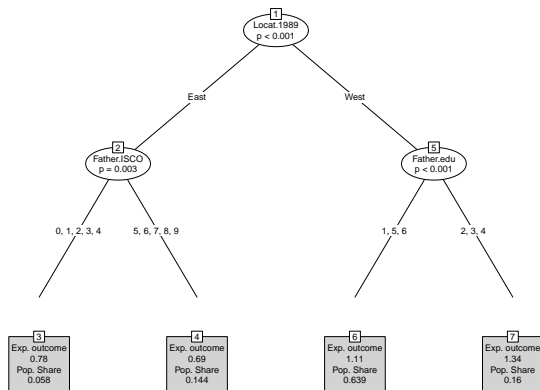 1
Locat.1989
p < 0.001
East
West
2
Father.ISCO
p = 0.003
5
Father.edu
p < 0.001
0, 1, 2, 3, 4
5, 6, 7, 8, 9
1, 5, 6
2, 3, 4
3
Exp. outcome
0.78
Pop. Share
0.058
4
Exp. outcome
0.69
Pop. Share
0.144
6
Exp. outcome
1.11
Pop. Share
0.639
7
Exp. outcome
1.34
Pop. Share
0.16